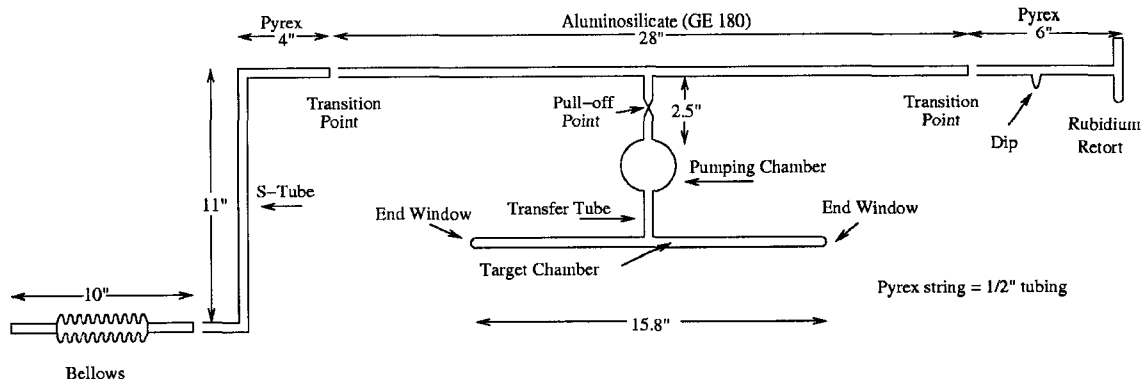 Pyrex
4"
Aluminosilicate (GE 180)
28"
Pyrex
6"
Transition
Point
Pull-off
Point
2.5"
Transition
Point
Dip
Rubidium
Retort
Pumping Chamber
S-Tube
11"
End Window
Transfer Tube
End Window
Target Chamber
Pyrex string = 1/2" tubing
10"
15.8"
Bellows